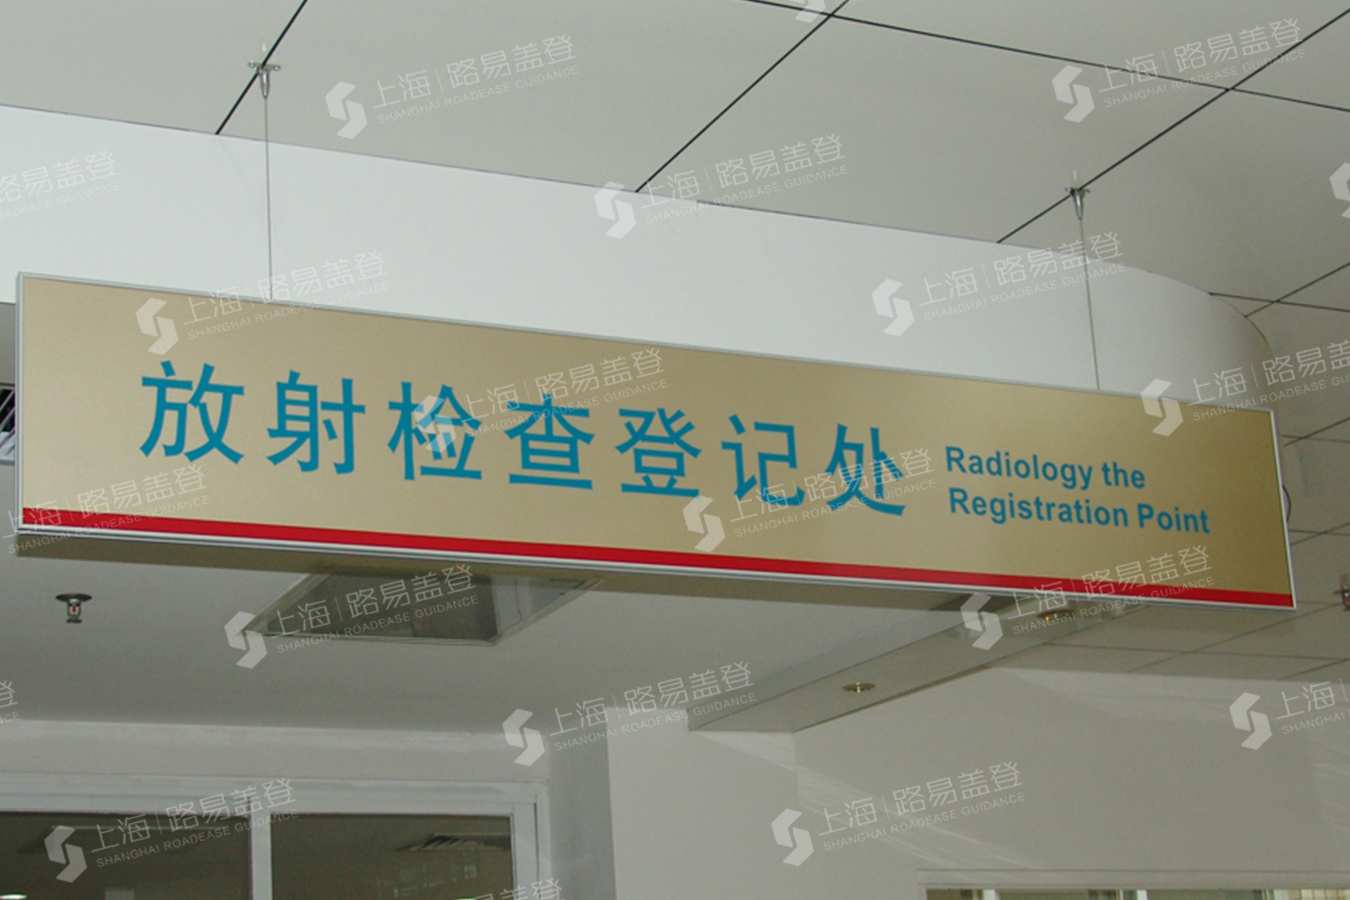 放射检查登记处
Radiology the
Registration Point
上海|路易盖登
SHANGHAI ROADEASE GUIDANCE